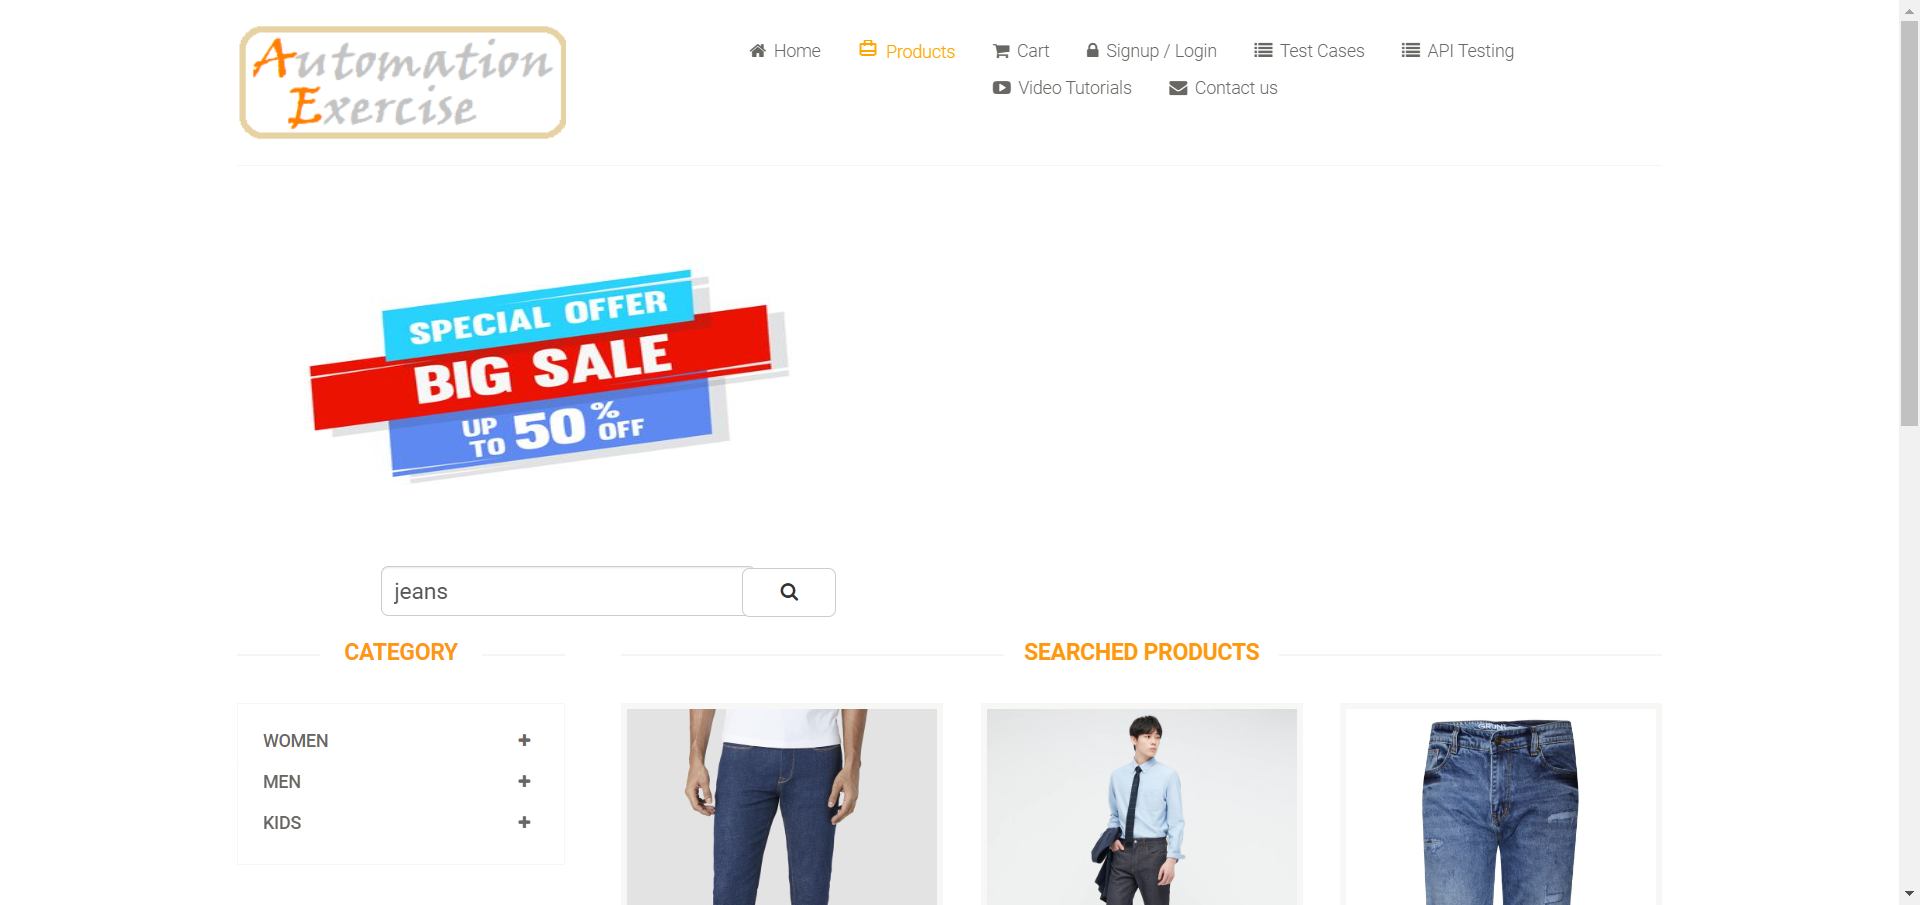 Automation
Exercise
Home
Products
Cart
Signup / Login
Test Cases
API Testing
Video Tutorials
Contact us
SPECIAL OFFER
BIG SALE
UP TO 50% OFF
jeans
CATEGORY
SEARCHED PRODUCTS
WOMEN
MEN
KIDS